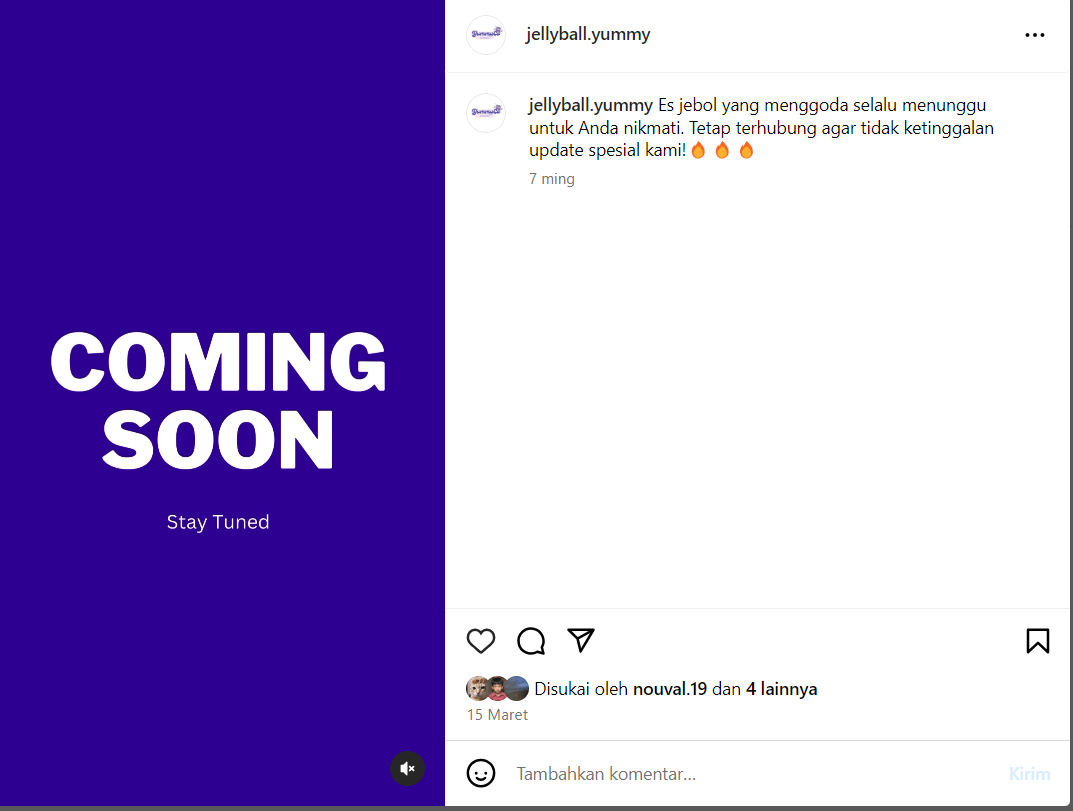 COMING
SOON
Stay Tuned
jellyball.yummy
jellyball.yummy Es jebol yang menggoda selalu menunggu
untuk Anda nikmati. Tetap terhubung agar tidak ketinggalan
update spesial kami!🔥 🔥 🔥
7 ming
Disukai oleh nouval.19 dan 4 lainnya
15 Maret
Tambahkan komentar...
Kirim